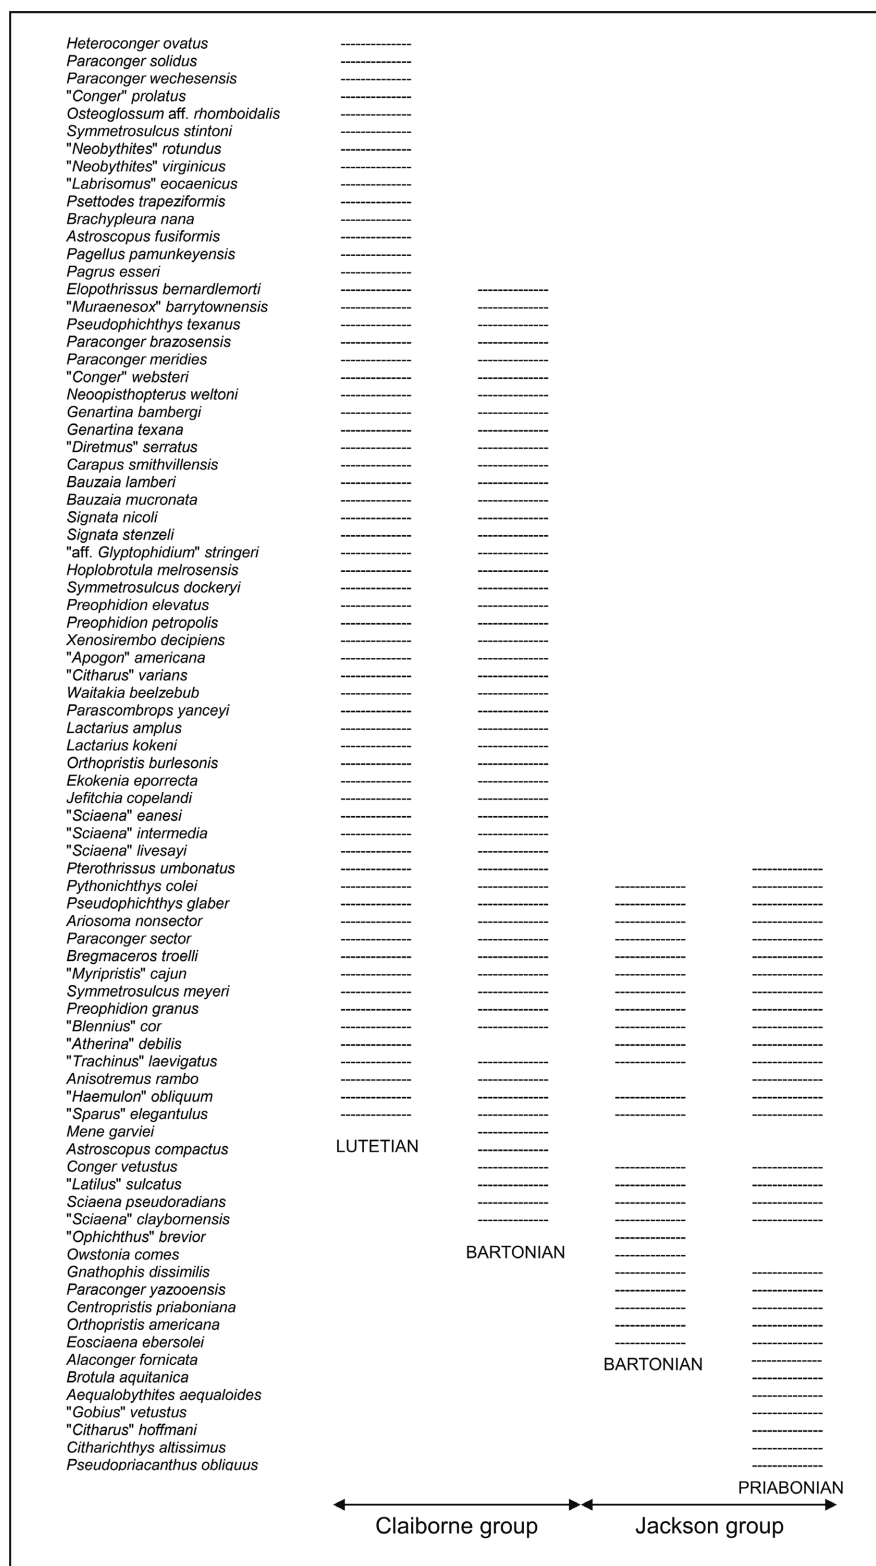 Heteroconger ovatus
Paraconger solidus
Paraconger wechesensis
"Conger" prolatus
Osteoglossum aff. rhomboidalis
Symmetrosulcus stintoni
"Neobythites" rotundus
"Neobythites" virginicus
"Labrisomus" eocaenicus
Psettodes trapeziformis
Brachypleura nana
Astroscopus fusiformis
Pagellus pamunkeyensis
Pagrus esseri
Elopothrissus bernardlemorti
"Muraenesox" barrytownensis
Pseudophichthys texanus
Paraconger brazosensis
Paraconger meridies
"Conger" websteri
Neoopisthopterus weltoni
Genartina bambergi
Genartina texana
"Diretmus" serratus
Carapus smithvillensis
Bauzaia lamberi
Bauzaia mucronata
Signata nicoli
Signata stenzeli
"aff. Glyptophidium" stringeri
Hoplobrotula melrosensis
Symmetrosulcus dockeryi
Preophidion elevatus
Preophidion petropolis
Xenosirembo decipiens
"Apogon" americana
"Citharus" varians
Waitakia beelzebub
Parascombrops yanceyi
Lactarius amplus
Lactarius kokeni
Orthopristis burlesonis
Ekokenia eporrecta
Jefitchia copelandi
"Sciaena" eanesi
"Sciaena" intermedia
"Sciaena" livesayi
Pterothrissus umbonatus
Pythonichthys colei
Pseudophichthys glaber
Ariosoma nonsector
Paraconger sector
Bregmaceros troelli
"Myripristis" cajun
Symmetrosulcus meyeri
Preophidion granus
"Blennius" cor
"Atherina" debilis
"Trachinus" laevigatus
Anisotremus rambo
"Haemulon" obliquum
"Sparus" elegantulus
Mene garviei
Astroscopus compactus
LUTETIAN
Conger vetustus
"Latilus" sulcatus
Sciaena pseudoradians
"Sciaena" claybornensis
"Ophichthus" brevior
Owstonia comes
BARTONIAN
Gnathophis dissimilis
Paraconger yazooensis
Centropristis priaboniana
Orthopristis americana
Eosciaena ebersolei
Alaconger fornicata
BARTONIAN
Brotula aquitanica
Aequalobythites aequaloides
"Gobius" vetustus
"Citharus" hoffmani
Citharichthys altissimus
Pseudopriacanthus obliquus
PRIABONIAN
Claiborne group
Jackson group